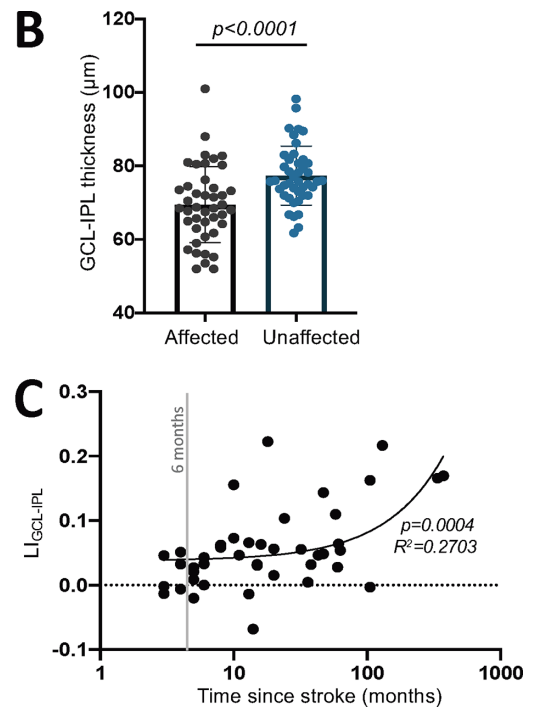 B
p<0.0001
120
100
80
60
40
GCL-IPL thickness (μm)
Affected Unaffected
C
0.3
0.2
0.1
0.0
-0.1
LIGCL-IPL
6 months
p=0.0004
R²=0.2703
1 10 100 1000
Time since stroke (months)